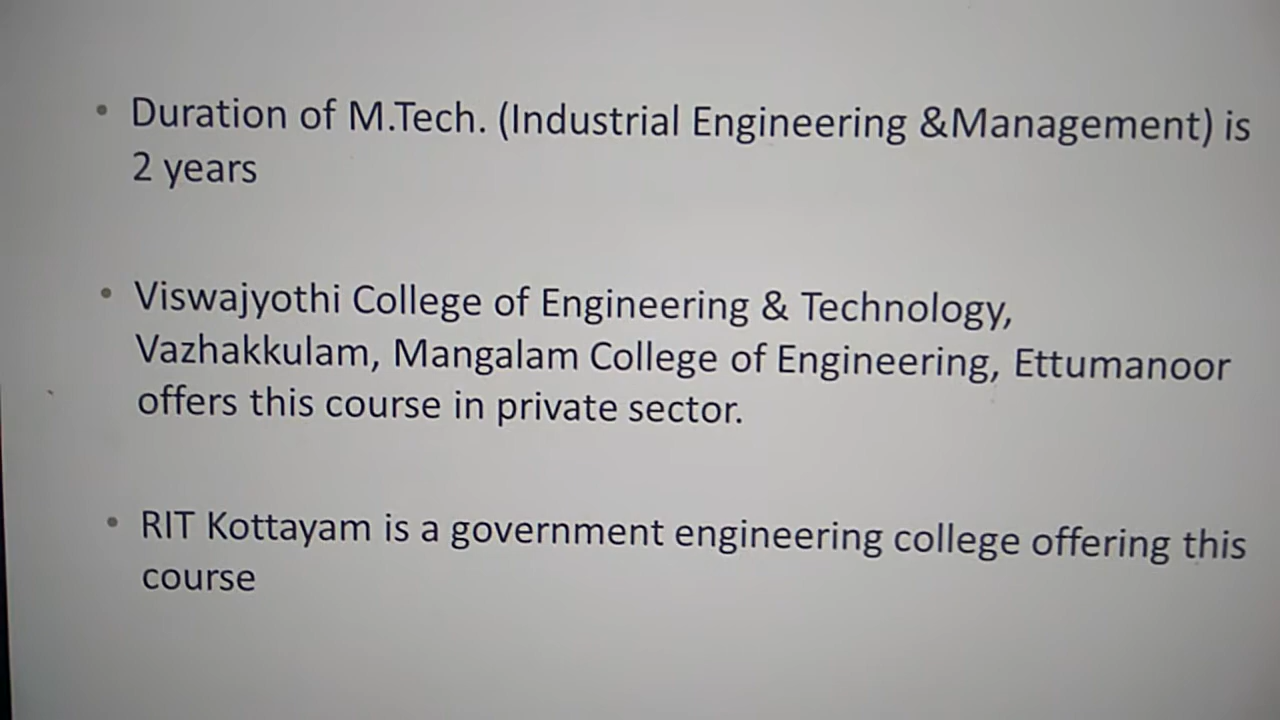 • Duration of M.Tech. (Industrial Engineering &Management) is
2 years
• Viswajyothi College of Engineering & Technology,
Vazhakkulam, Mangalam College of Engineering, Ettumanoor
offers this course in private sector.
• RIT Kottayam is a government engineering college offering this
course